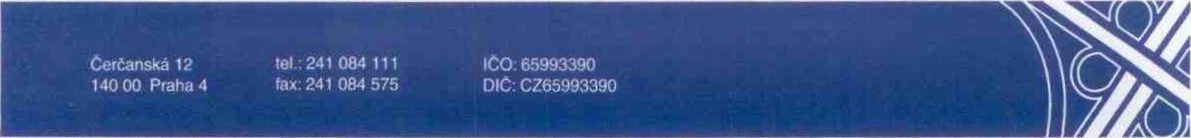 Čerčanská 12
140 00 Praha 4
tel.: 241 084 111
fax: 241 084 575
IČO: 65993390
DIČ: CZ65993390